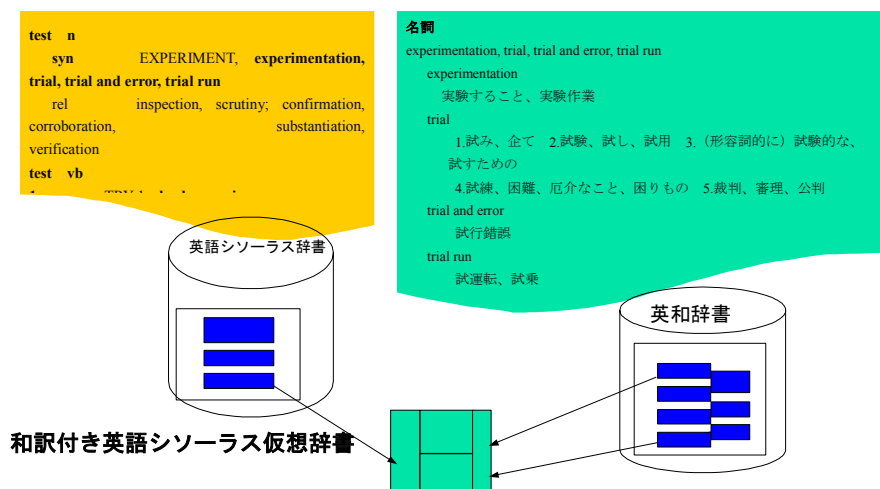 test n
syn EXPERIMENT, experimentation,
trial, trial and error, trial run
rel inspection, scrutiny; confirmation,
corroboration, substantiation,
verification
test vb
名詞
experimentation, trial, trial and error, trial run
experimentation
実験すること、実験作業
trial
1.試み、企て 2.試験、試し、試用 3.（形容詞的に）試験的な、
試すための
4.試練、困難、厄介なこと、困りもの 5.裁判、審理、公判
trial and error
試行錯誤
trial run
試運転、試乗
英語シソーラス辞書
英和辞書
和訳付き英語シソーラス仮想辞書